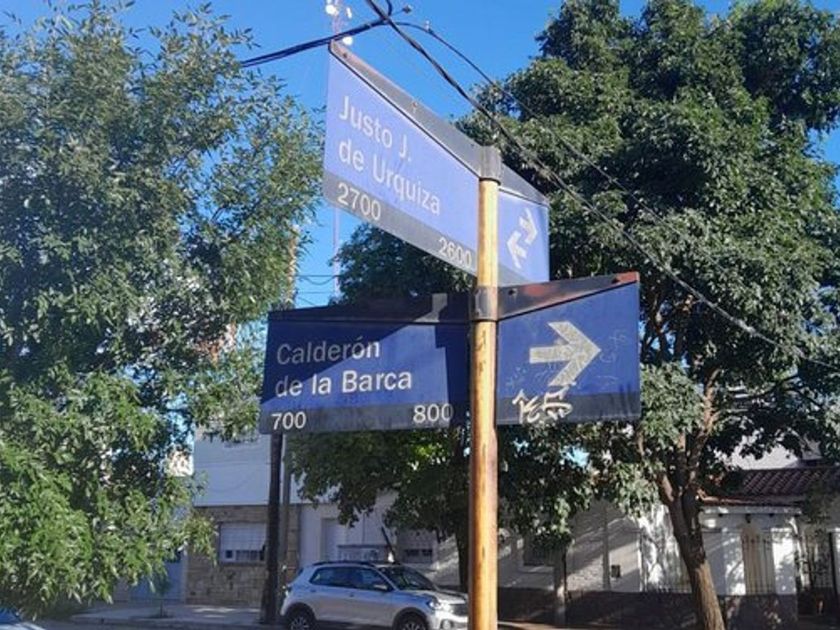 Justo J.
de Urquiza
2700 2600
Calderón
de la Barca
700 800